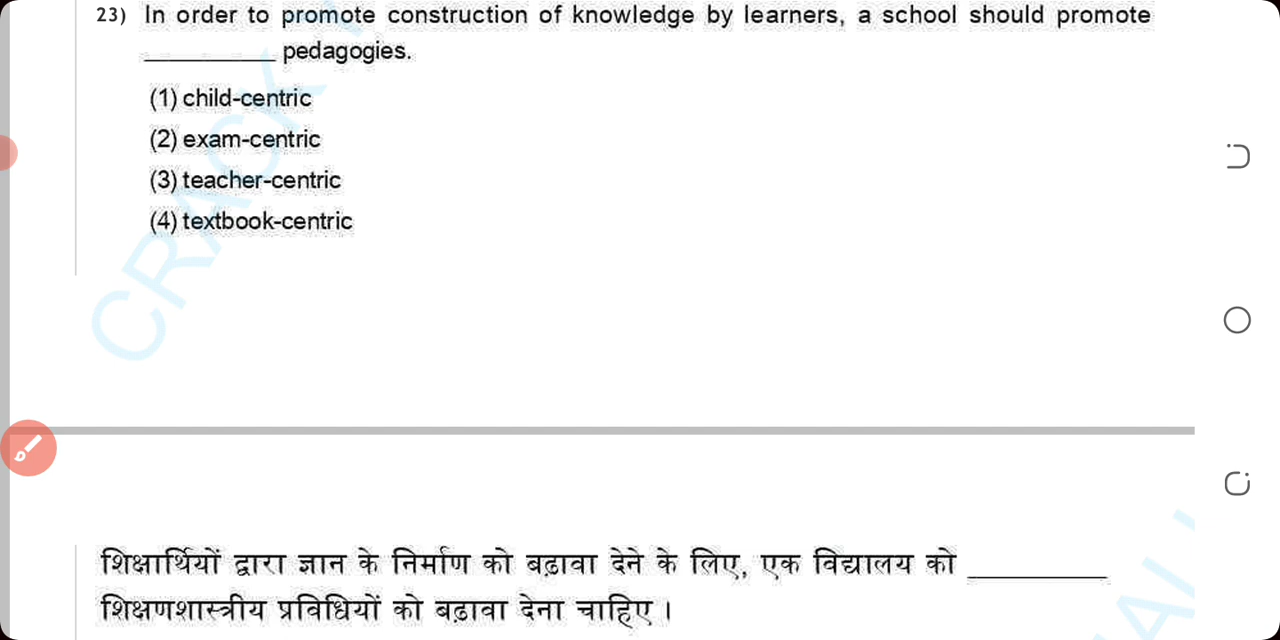 23) In order to promote construction of knowledge by learners, a school should promote
__________ pedagogies.
(1) child-centric
(2) exam-centric
(3) teacher-centric
(4) textbook-centric
CRACK
शिक्षार्थियों द्वारा ज्ञान के निर्माण को बढ़ावा देने के लिए, एक विद्यालय को __________
शिक्षणशास्त्रीय प्रविधियों को बढ़ावा देना चाहिए ।